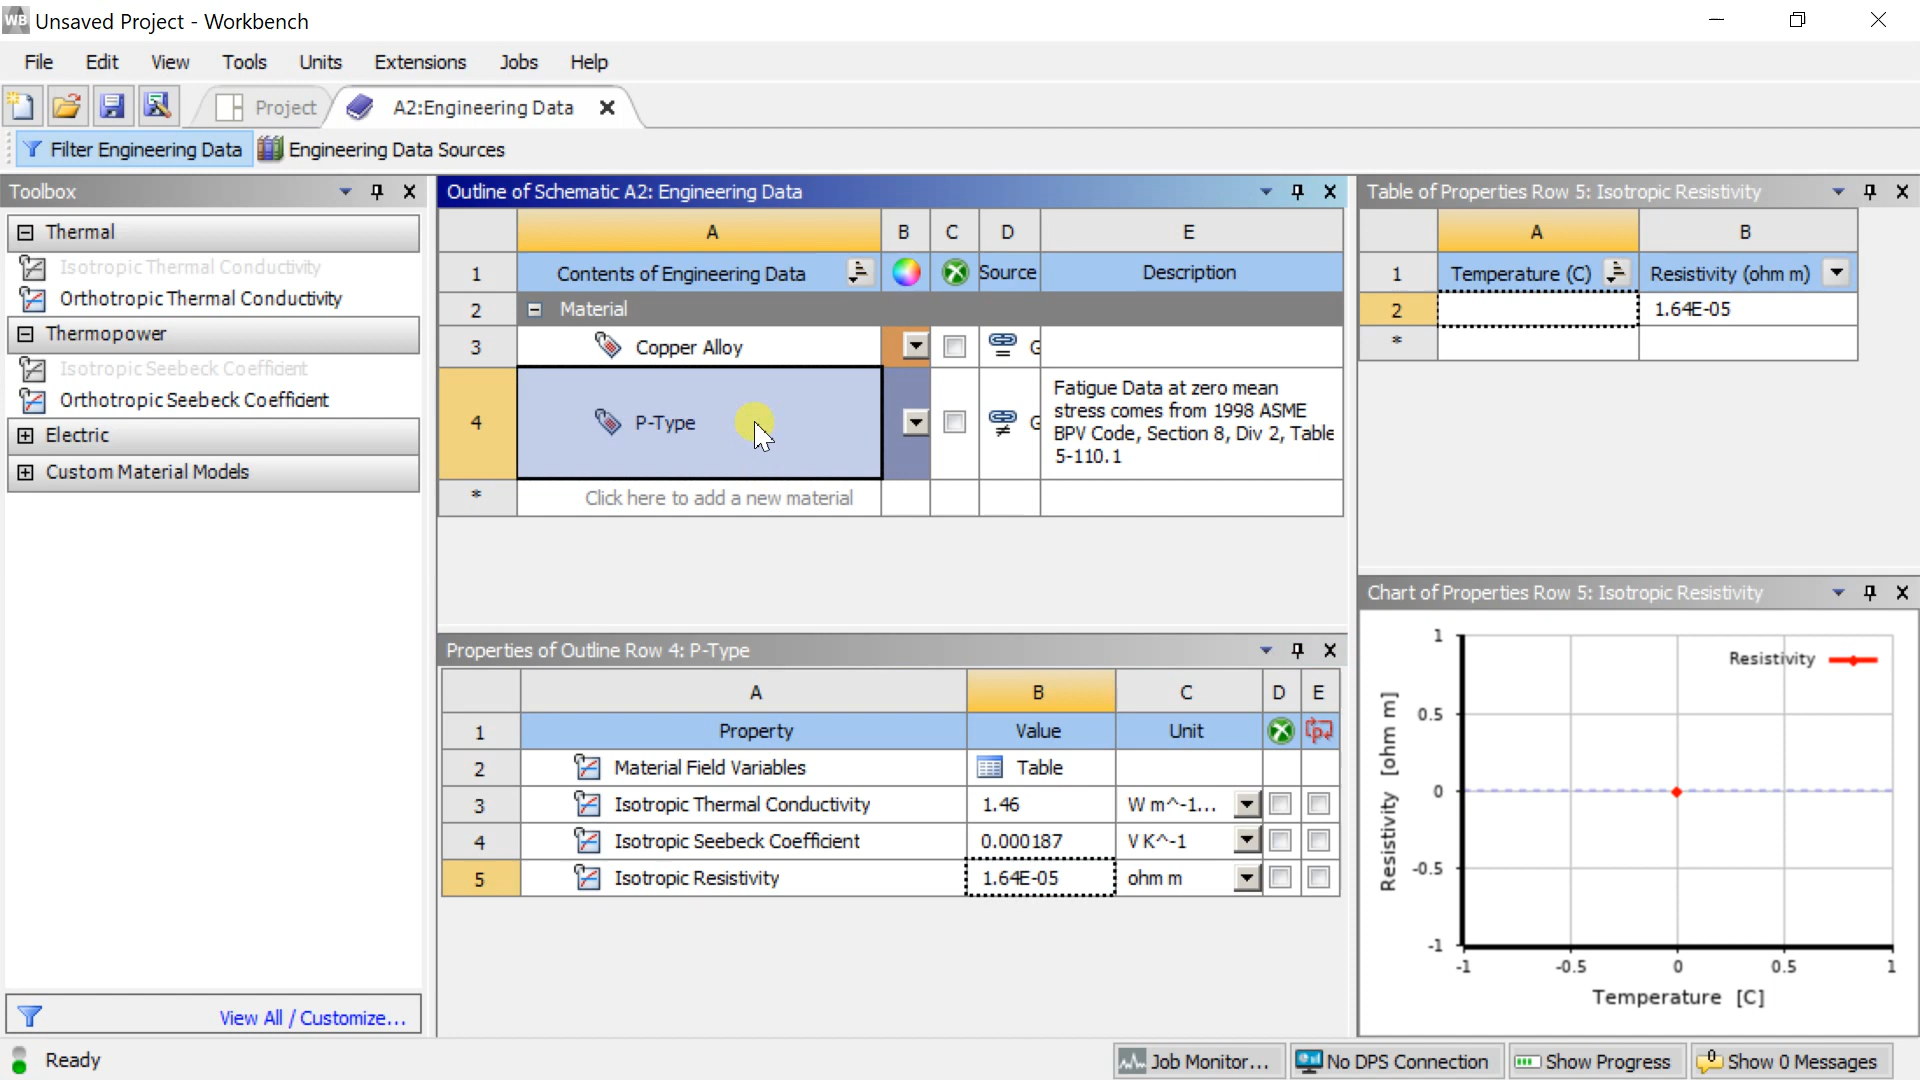 WB Unsaved Project - Workbench
File Edit View Tools Units Extensions Jobs Help
Project A2:Engineering Data
Filter Engineering Data Engineering Data Sources
Toolbox
Thermal
Isotropic Thermal Conductivity
Orthotropic Thermal Conductivity
Thermopower
Isotropic Seebeck Coefficient
Orthotropic Seebeck Coefficient
Electric
Custom Material Models
View All / Customize...
Outline of Schematic A2: Engineering Data
A B C D E
1 Contents of Engineering Data Source Description
2 Material
3 Copper Alloy G
4 P-Type G Fatigue Data at zero mean
stress comes from 1998 ASME
BPV Code, Section 8, Div 2, Table
5-110.1
* Click here to add a new material
Properties of Outline Row 4: P-Type
A B C D E
1 Property Value Unit
2 Material Field Variables Table
3 Isotropic Thermal Conductivity 1.46 W m^-1...
4 Isotropic Seebeck Coefficient 0.000187 V K^-1
5 Isotropic Resistivity 1.64E-05 ohm m
Table of Properties Row 5: Isotropic Resistivity
A B
1 Temperature (C) Resistivity (ohm m)
2 1.64E-05
*
Chart of Properties Row 5: Isotropic Resistivity
Resistivity
1
0.5
0
-0.5
-1
Resistivity [ohm m]
-1 -0.5 0 0.5 1
Temperature [C]
Ready
Job Monitor... No DPS Connection Show Progress 0 Show 0 Messages